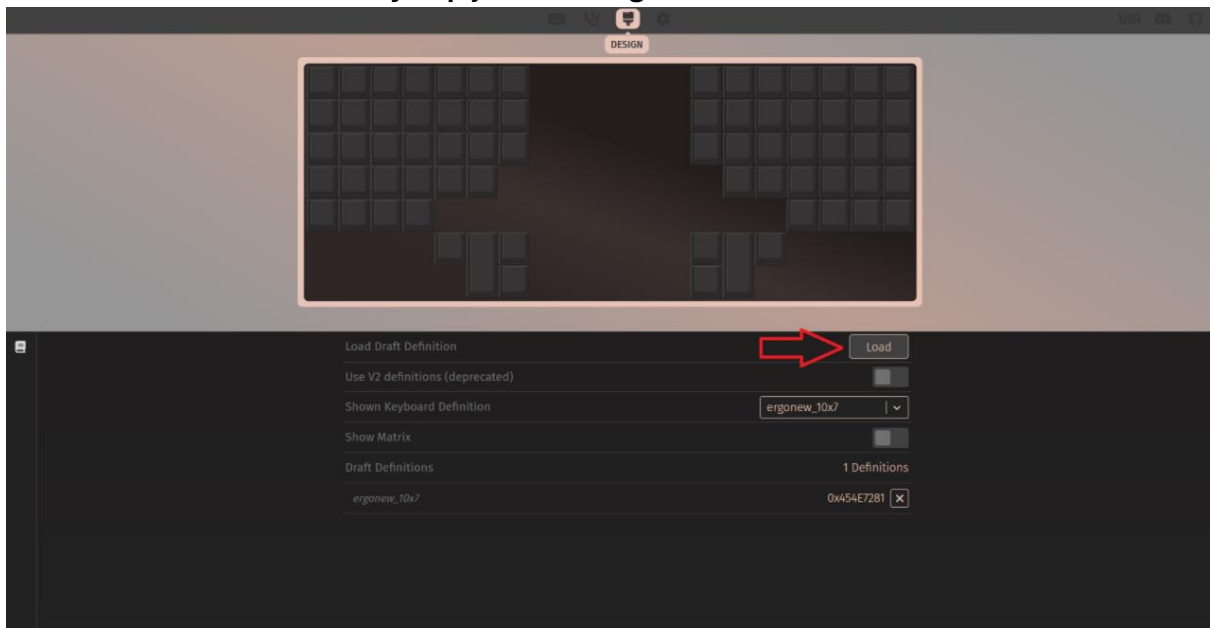 VIA
DESIGN
Load Draft Definition
Load
Use V2 definitions (deprecated)
Shown Keyboard Definition
ergonew_10x7
Show Matrix
Draft Definitions
1 Definitions
ergonew_10x7
0x454E7281